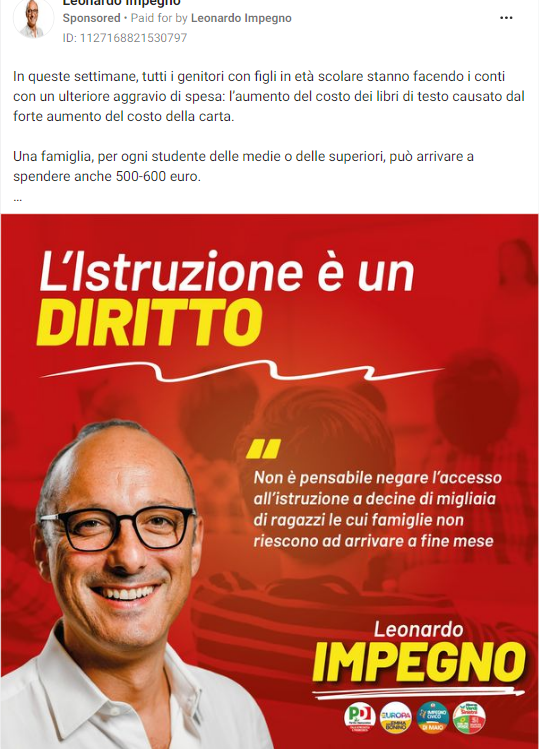 Leonardo Impegno
Sponsored • Paid for by Leonardo Impegno
ID: 1127168821530797
In queste settimane, tutti i genitori con figli in età scolare stanno facendo i conti
con un ulteriore aggravio di spesa: l'aumento del costo dei libri di testo causato dal
forte aumento del costo della carta.
Una famiglia, per ogni studente delle medie o delle superiori, può arrivare a
spendere anche 500-600 euro.
...
L'Istruzione è un
DIRITTO
"
Non è pensabile negare l'accesso
all'istruzione a decine di migliaia
di ragazzi le cui famiglie non
riescono ad arrivare a fine mese
Leonardo
IMPEGNO
PD
EUROPA
EMMA
BONINO
IMPEGNO
CIVICO
DI MAIO